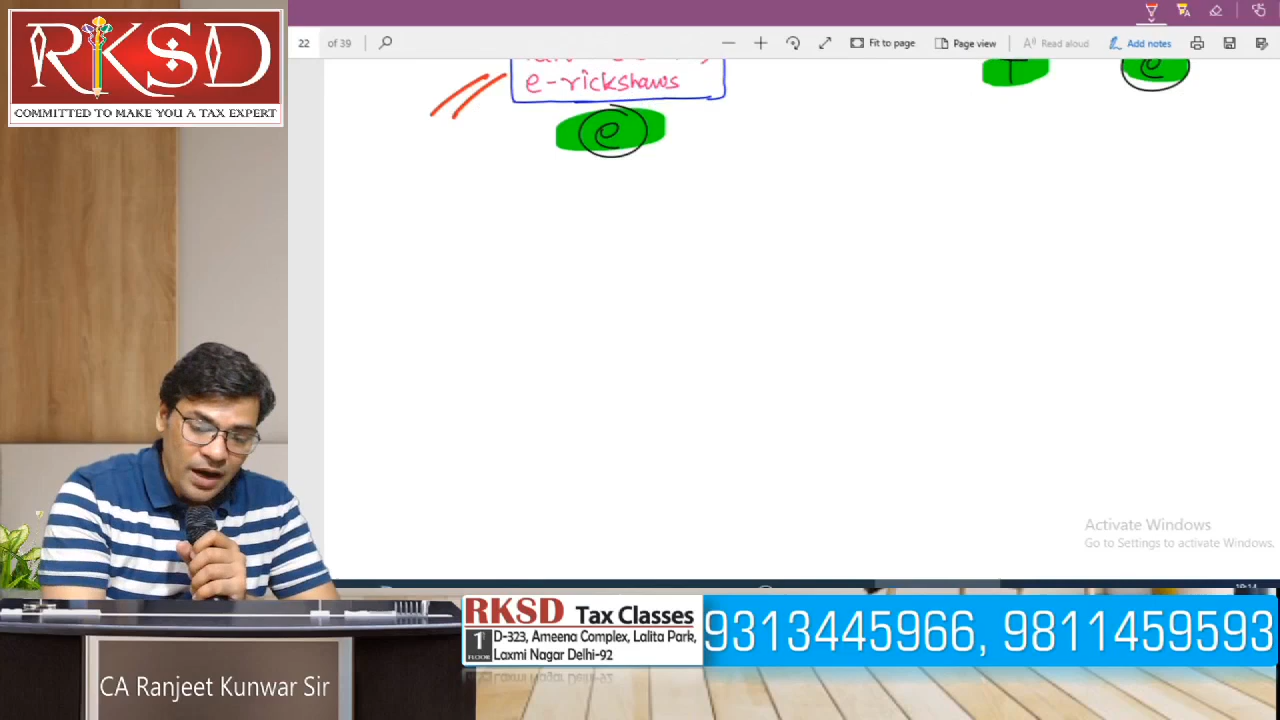 RKSD
COMMITTED TO MAKE YOU A TAX EXPERT
22 of 39
Fit to page
Page view
Read aloud
Add notes
e-rickshaws
e
e
Activate Windows
Go to Settings to activate Windows.
RKSD Tax Classes
1st FLOOR
D-323, Ameena Complex, Lalita Park,
Laxmi Nagar Delhi-92
9313445966, 9811459593
CA Ranjeet Kunwar Sir